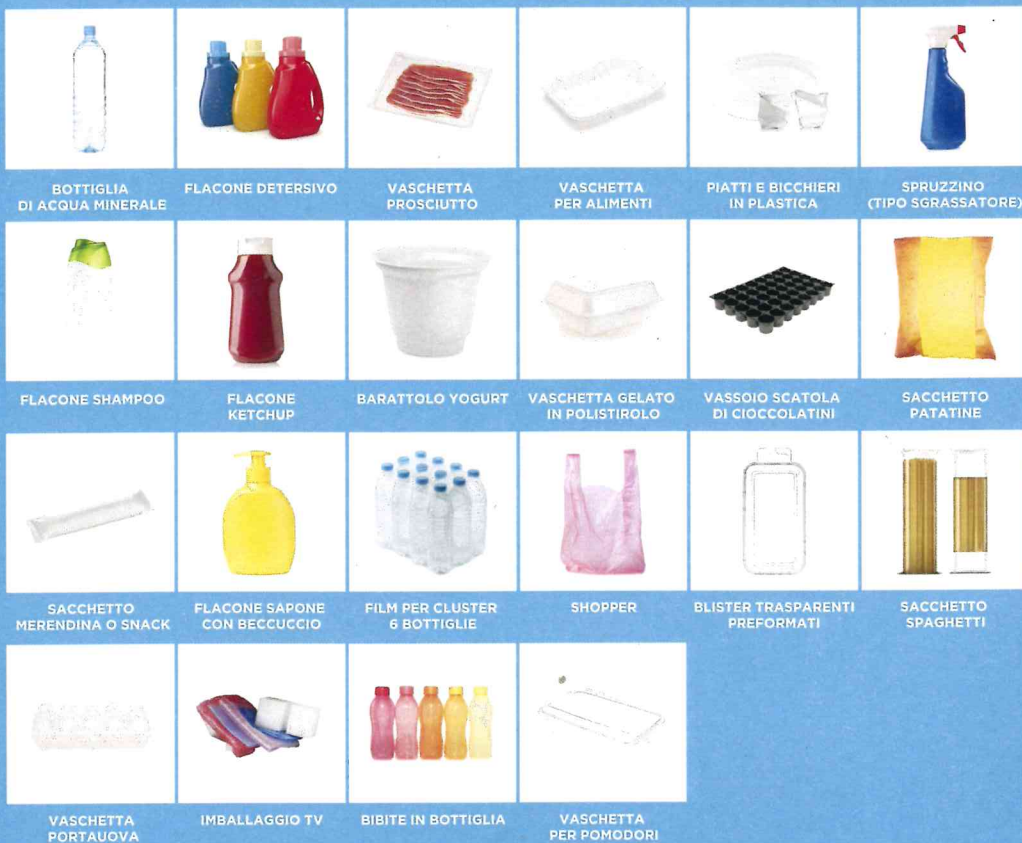 BOTTIGLIA
DI ACQUA MINERALE
FLACONE DETERSIVO
VASCHETTA
PROSCIUTTO
VASCHETTA
PER ALIMENTI
PIATTI E BICCHIERI
IN PLASTICA
SPRUZZINO
(TIPO SGRASSATORE)
FLACONE SHAMPOO
FLACONE
KETCHUP
BARATTOLO YOGURT
VASCHETTA GELATO
IN POLISTIROLO
VASSOIO SCATOLA
DI CIOCCOLATINI
SACCHETTO
PATATINE
SACCHETTO
MERENDINA O SNACK
FLACONE SAPONE
CON BECCUCCIO
FILM PER CLUSTER
6 BOTTIGLIE
SHOPPER
BLISTER TRASPARENTI
PREFORMATI
SACCHETTO
SPAGHETTI
VASCHETTA
PORTAUOVA
IMBALLAGGIO TV
BIBITE IN BOTTIGLIA
VASCHETTA
PER POMODORI